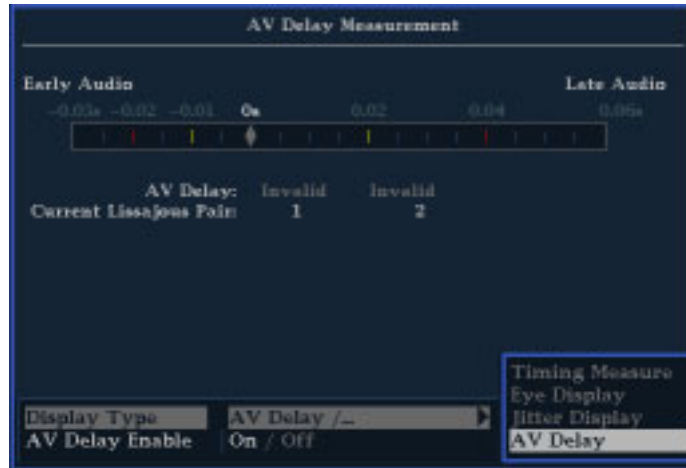 AV Delay Measurement
Early Audio Late Audio
-0.03s -0.02 -0.01 0s 0.02 0.04 0.06s
AV Delay: Invalid Invalid
Current Lissajous Pair: 1 2
Timing Measure
Eye Display
Jitter Display
AV Delay
Display Type AV Delay /...
AV Delay Enable On / Off